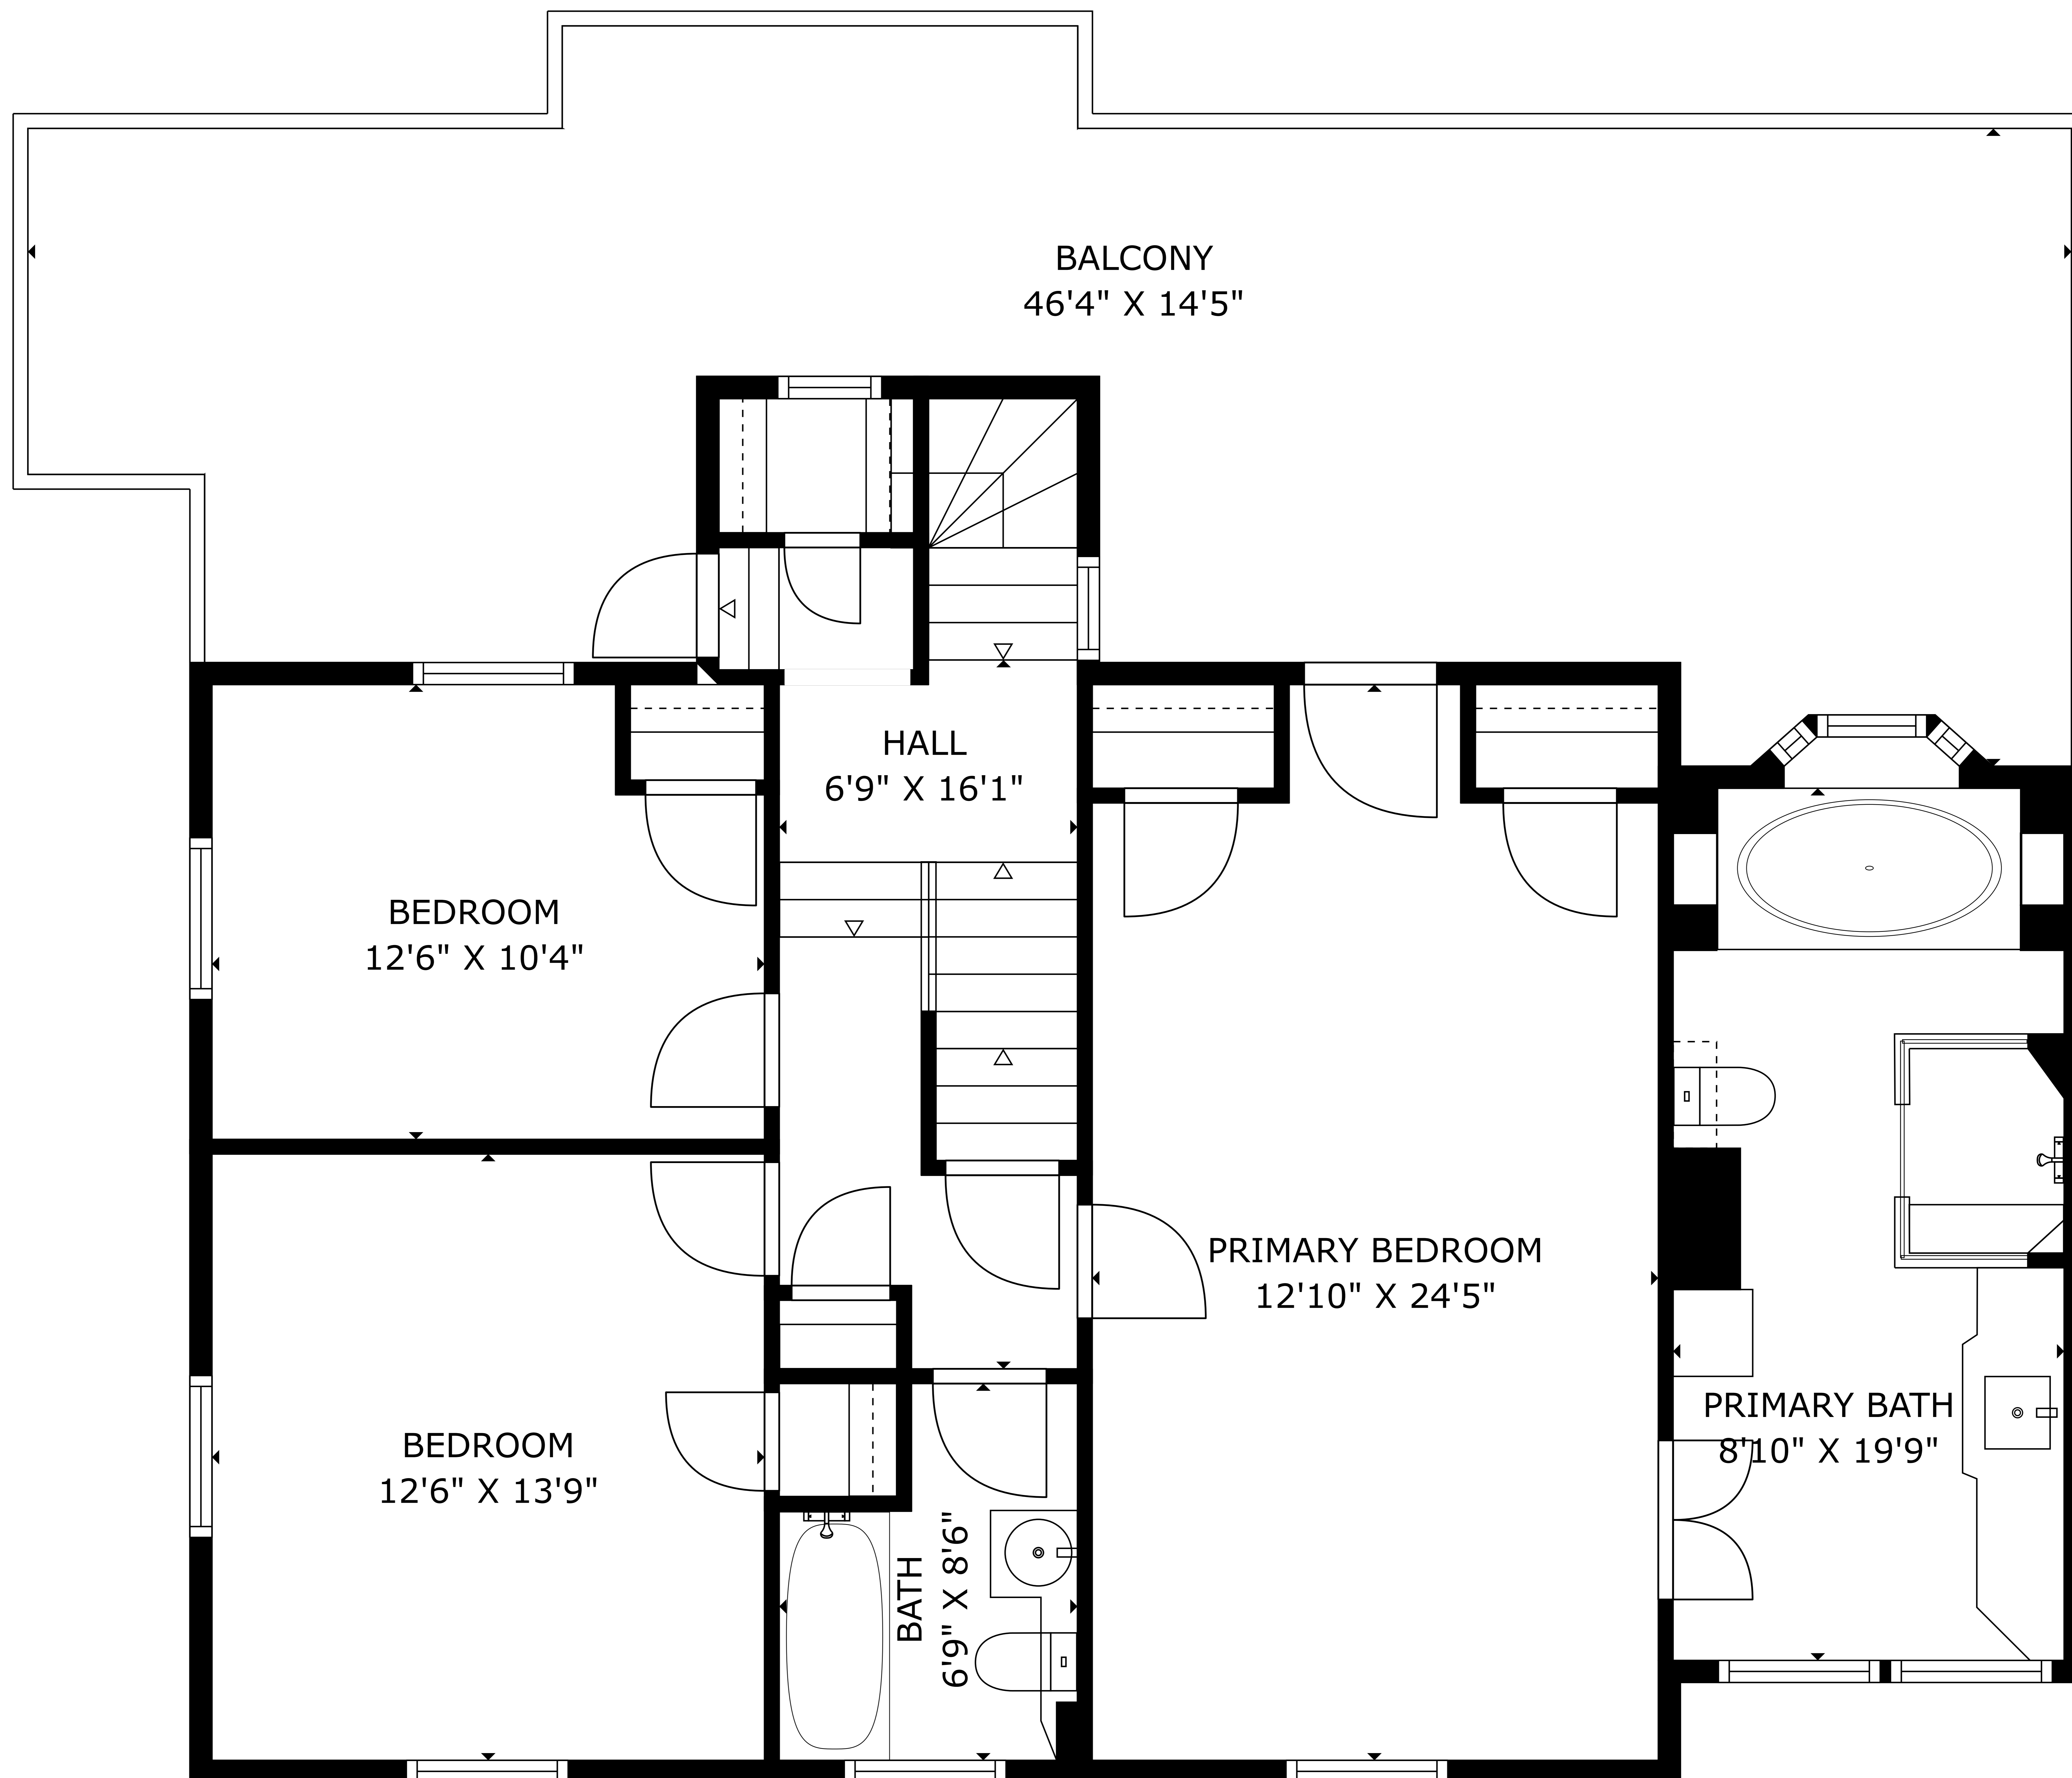 BALCONY
46'4" X 14'5"
HALL
6'9" X 16'1"
BEDROOM
12'6" X 10'4"
PRIMARY BEDROOM
12'10" X 24'5"
PRIMARY BATH
8'10" X 19'9"
BEDROOM
12'6" X 13'9"
BATH
6'9" X 8'6"